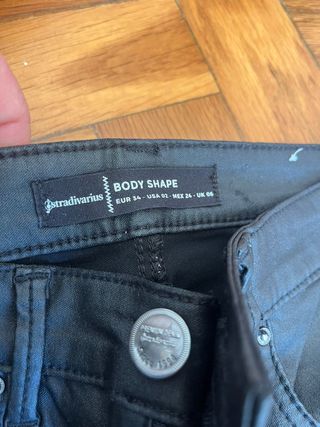 stradivarius
BODY SHAPE
EUR 34 - USA 02 - MEX 24 - UK 06